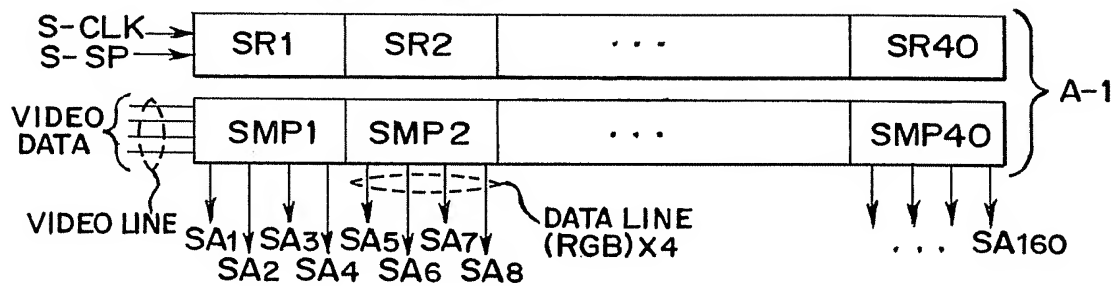 S-CLK
S-SP
SR1 SR2 ... SR40
A-1
VIDEO
DATA
SMP1 SMP2 ... SMP40
VIDEO LINE
DATA LINE
(RGB)X4
SA1 SA3 SA5 SA7 ... SA160
SA2 SA4 SA6 SA8